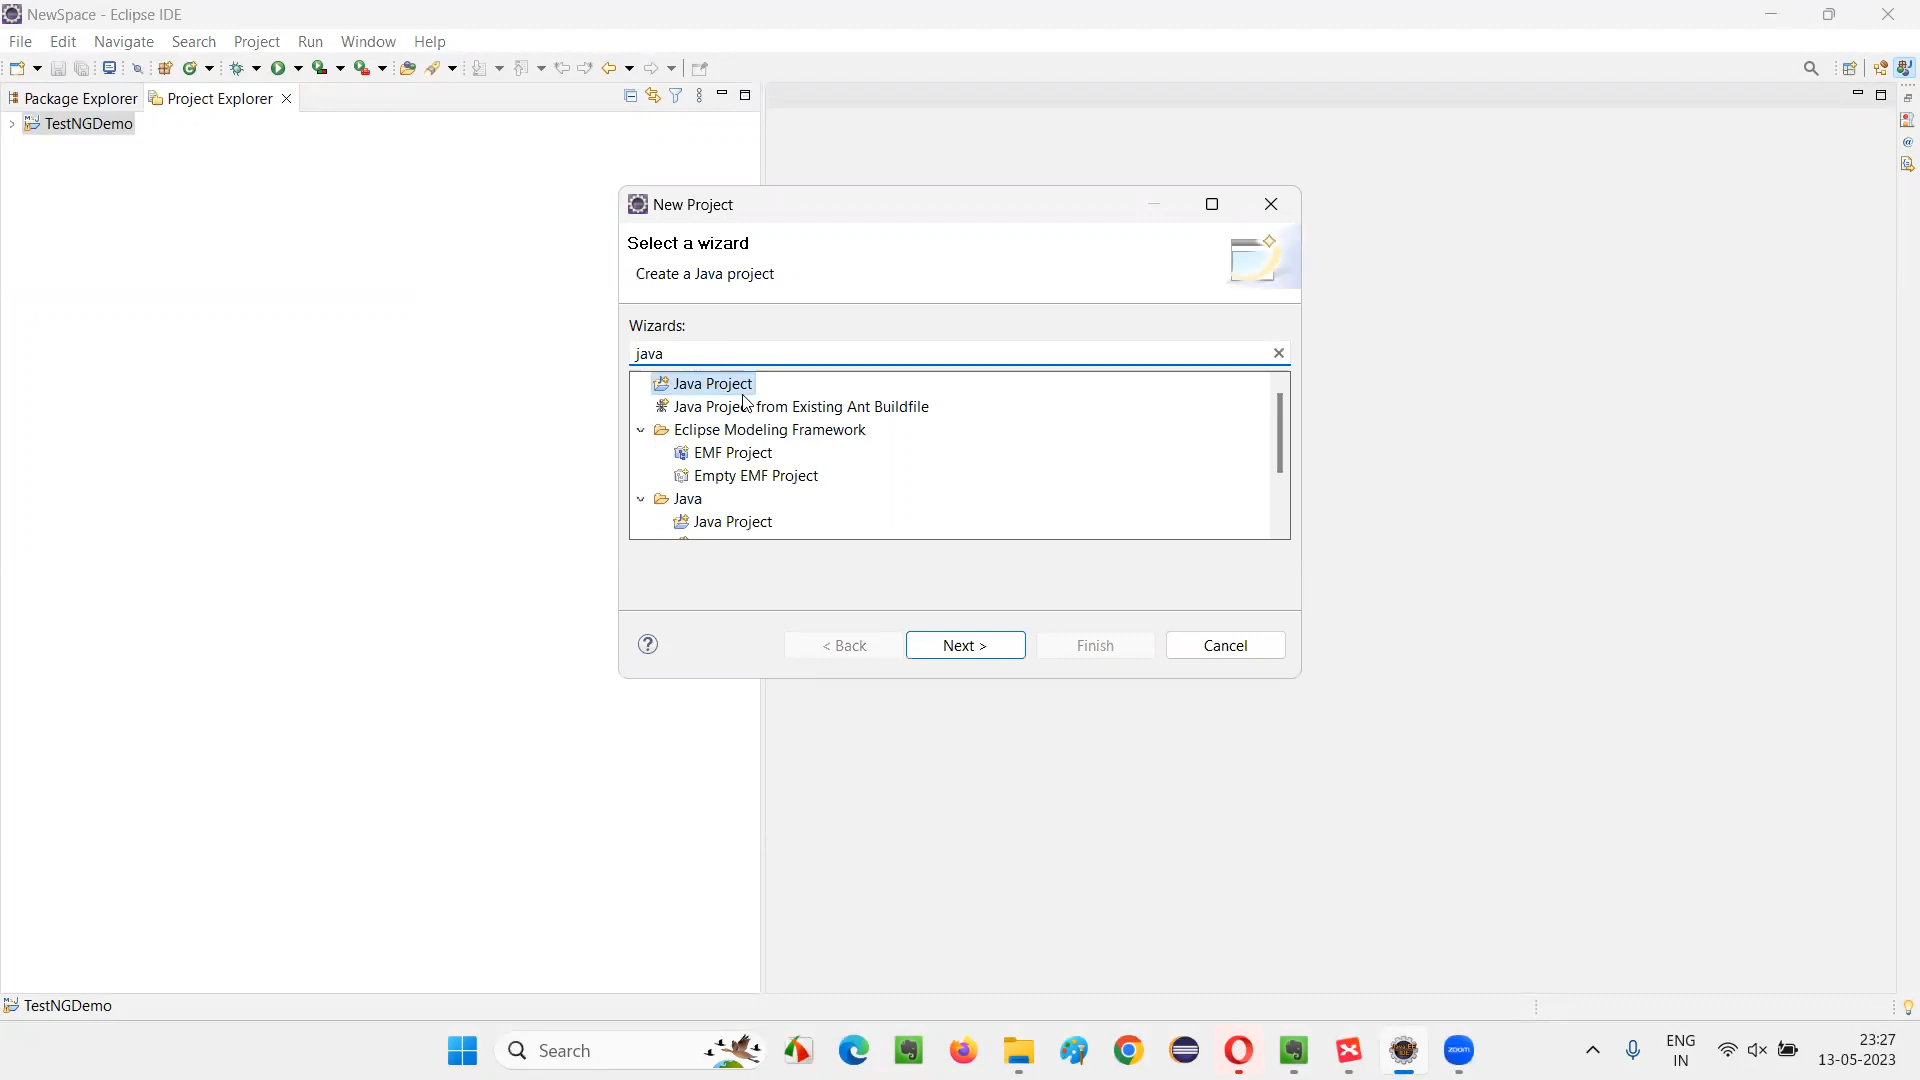 NewSpace - Eclipse IDE
File Edit Navigate Search Project Run Window Help
Package Explorer Project Explorer
TestNGDemo
New Project
Select a wizard
Create a Java project
Wizards:
java
Java Project
Java Project from Existing Ant Buildfile
Eclipse Modeling Framework
EMF Project
Empty EMF Project
Java
Java Project
< Back Next > Finish Cancel
TestNGDemo
Search
zoom
ENG
IN
23:27
13-05-2023